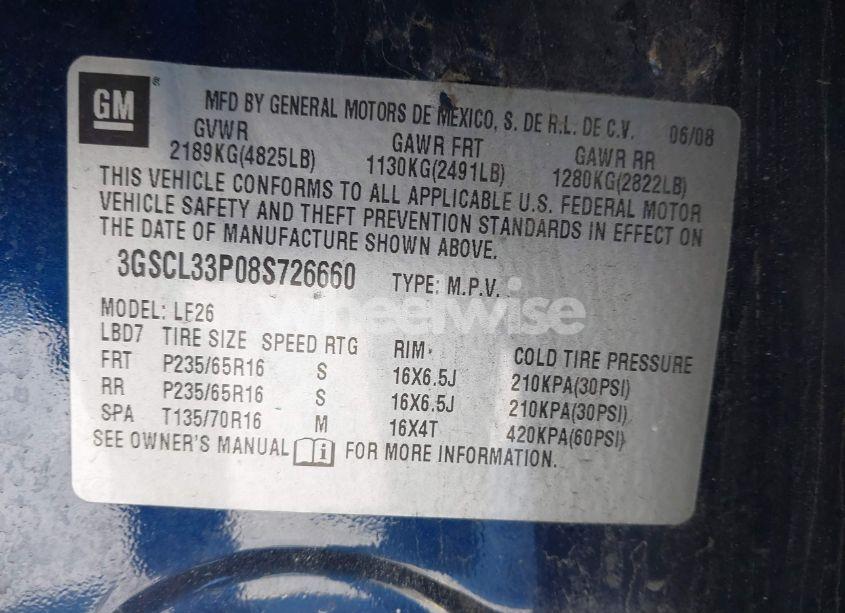 GM MFD BY GENERAL MOTORS DE MEXICO, S. DE R.L. DE C.V. 06/08
GVWR GAWR FRT GAWR RR
2189KG(4825LB) 1130KG(2491LB) 1280KG(2822LB)
THIS VEHICLE CONFORMS TO ALL APPLICABLE U.S. FEDERAL MOTOR
VEHICLE SAFETY AND THEFT PREVENTION STANDARDS IN EFFECT ON
THE DATE OF MANUFACTURE SHOWN ABOVE.
3GSCL33P08S726660 TYPE: M.P.V.
MODEL: LF26
LBD7 TIRE SIZE SPEED RTG RIM COLD TIRE PRESSURE
FRT P235/65R16 S 16X6.5J 210KPA(30PSI)
RR P235/65R16 S 16X6.5J 210KPA(30PSI)
SPA T135/70R16 M 16X4T 420KPA(60PSI)
SEE OWNER'S MANUAL FOR MORE INFORMATION.
wheelwise